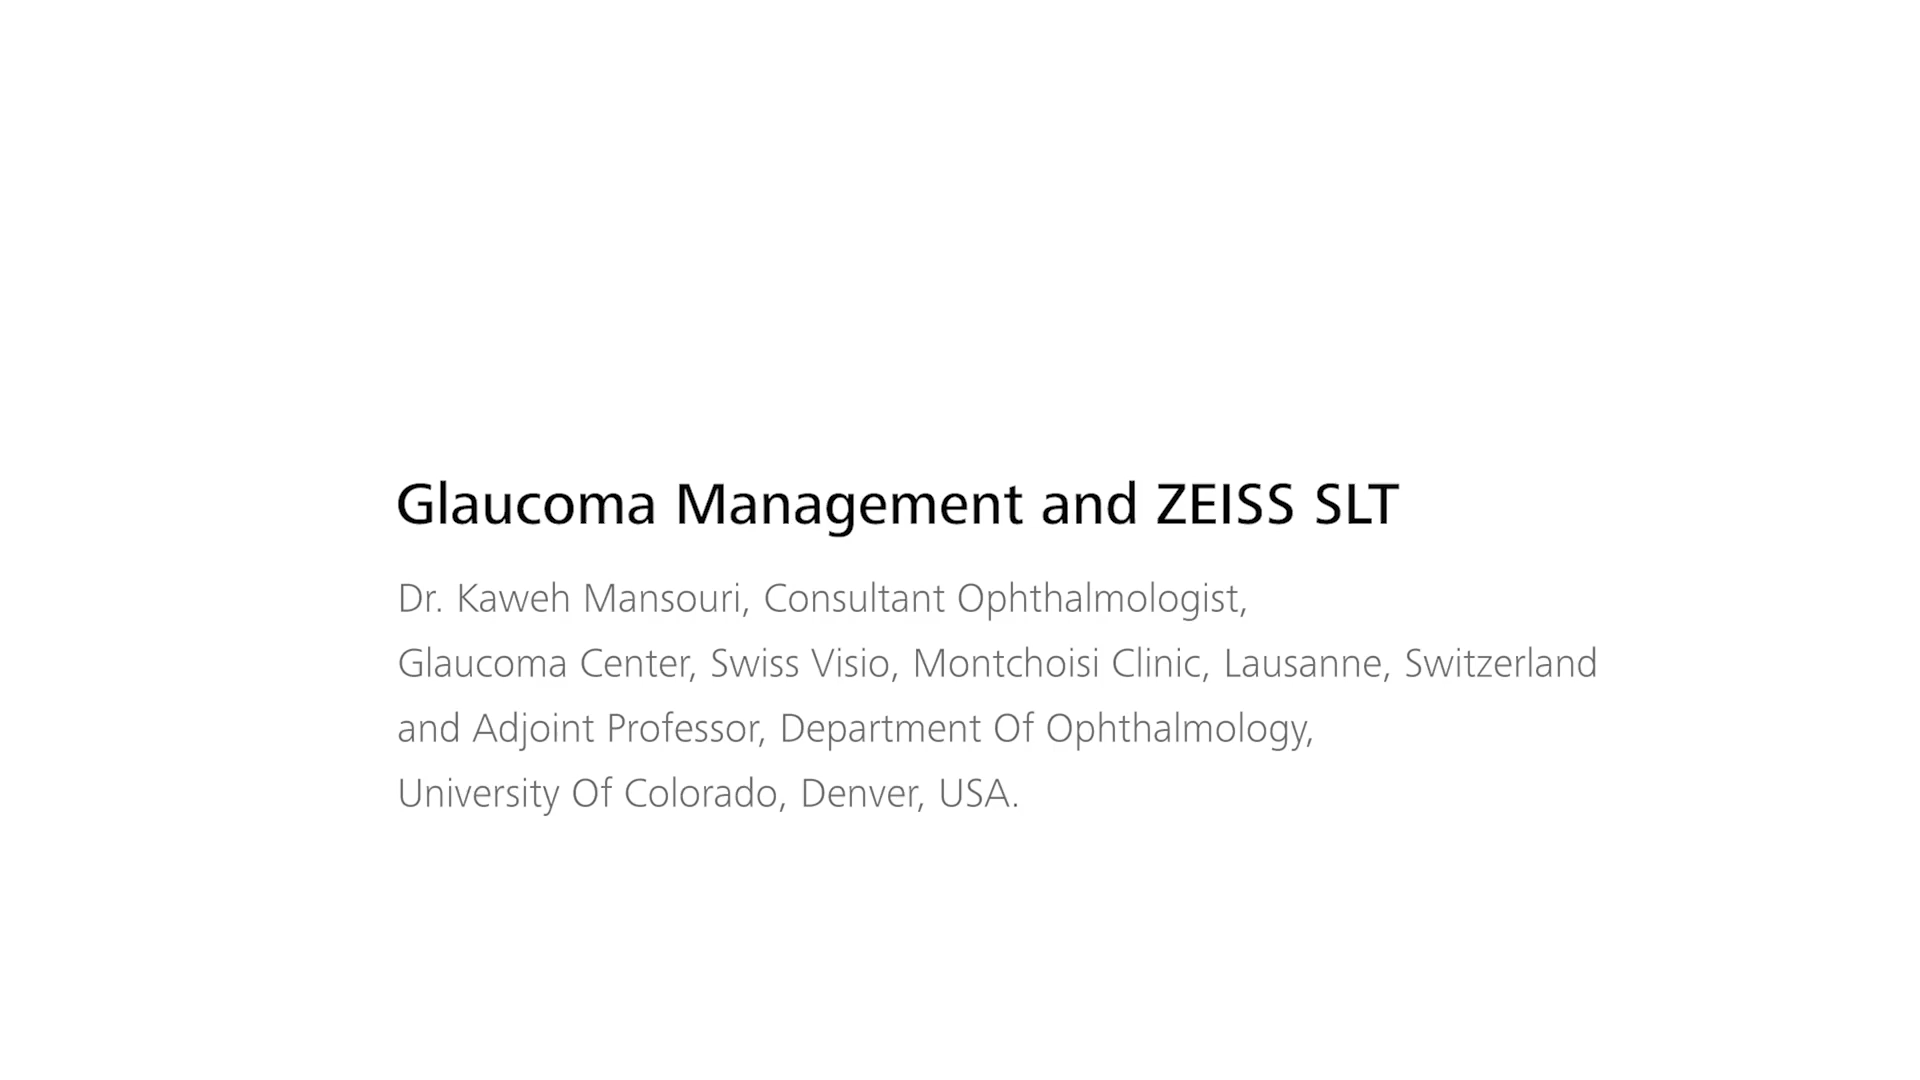 Glaucoma Management and ZEISS SLT
Dr. Kaweh Mansouri, Consultant Ophthalmologist,
Glaucoma Center, Swiss Visio, Montchoisi Clinic, Lausanne, Switzerland
and Adjoint Professor, Department Of Ophthalmology,
University Of Colorado, Denver, USA.